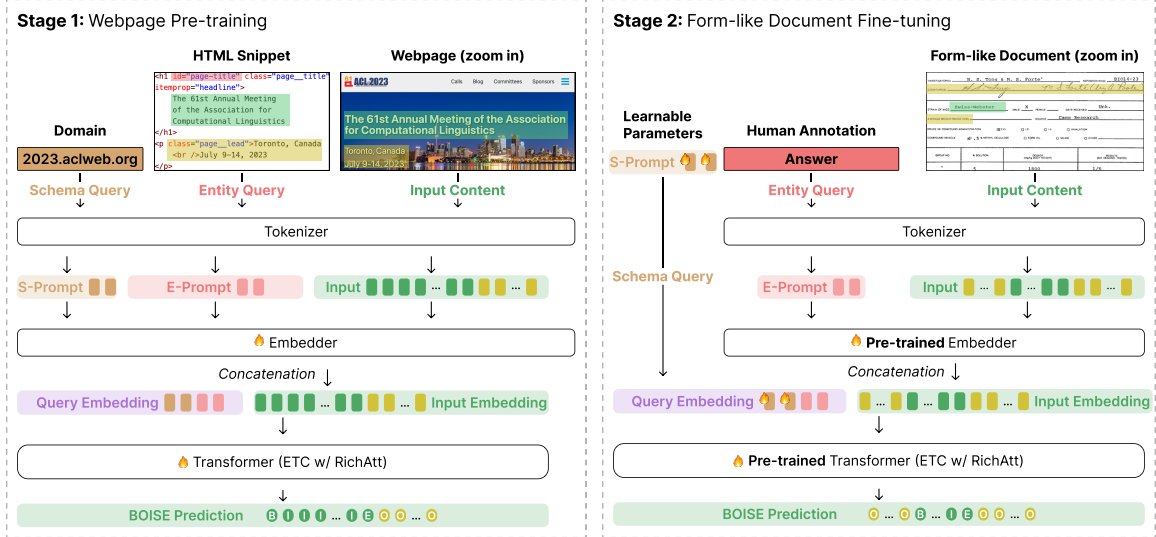 Stage 1: Webpage Pre-training
HTML Snippet
Webpage (zoom in)
Domain
2023.aclweb.org
<h1 id="page-title" class="page__title"
itemprop="headline">
The 61st Annual Meeting
of the Association for
Computational Linguistics
</h1>
<p class="page__lead">Toronto, Canada
<br />July 9-14, 2023
</p>
ACL 2023
Calls Blog Committees Sponsors
The 61st Annual Meeting of the Association
for Computational Linguistics
Toronto, Canada
July 9-14, 2023
Schema Query
Entity Query
Input Content
Tokenizer
S-Prompt
E-Prompt
Input ... ...
Embedder
Concatenation
Query Embedding
... ... Input Embedding
Transformer (ETC w/ RichAtt)
BOISE Prediction B I I I ... I E O O ... O
Stage 2: Form-like Document Fine-tuning
Form-like Document (zoom in)
Learnable
Parameters
Human Annotation
S-Prompt
Answer
Swiss-Webster
Unk.
Case Research
1000
Entity Query
Input Content
Tokenizer
Schema Query
E-Prompt
Input ... ... ...
Pre-trained Embedder
Concatenation
Query Embedding
... ... ... Input Embedding
Pre-trained Transformer (ETC w/ RichAtt)
BOISE Prediction O ... O B ... I E O O ... O